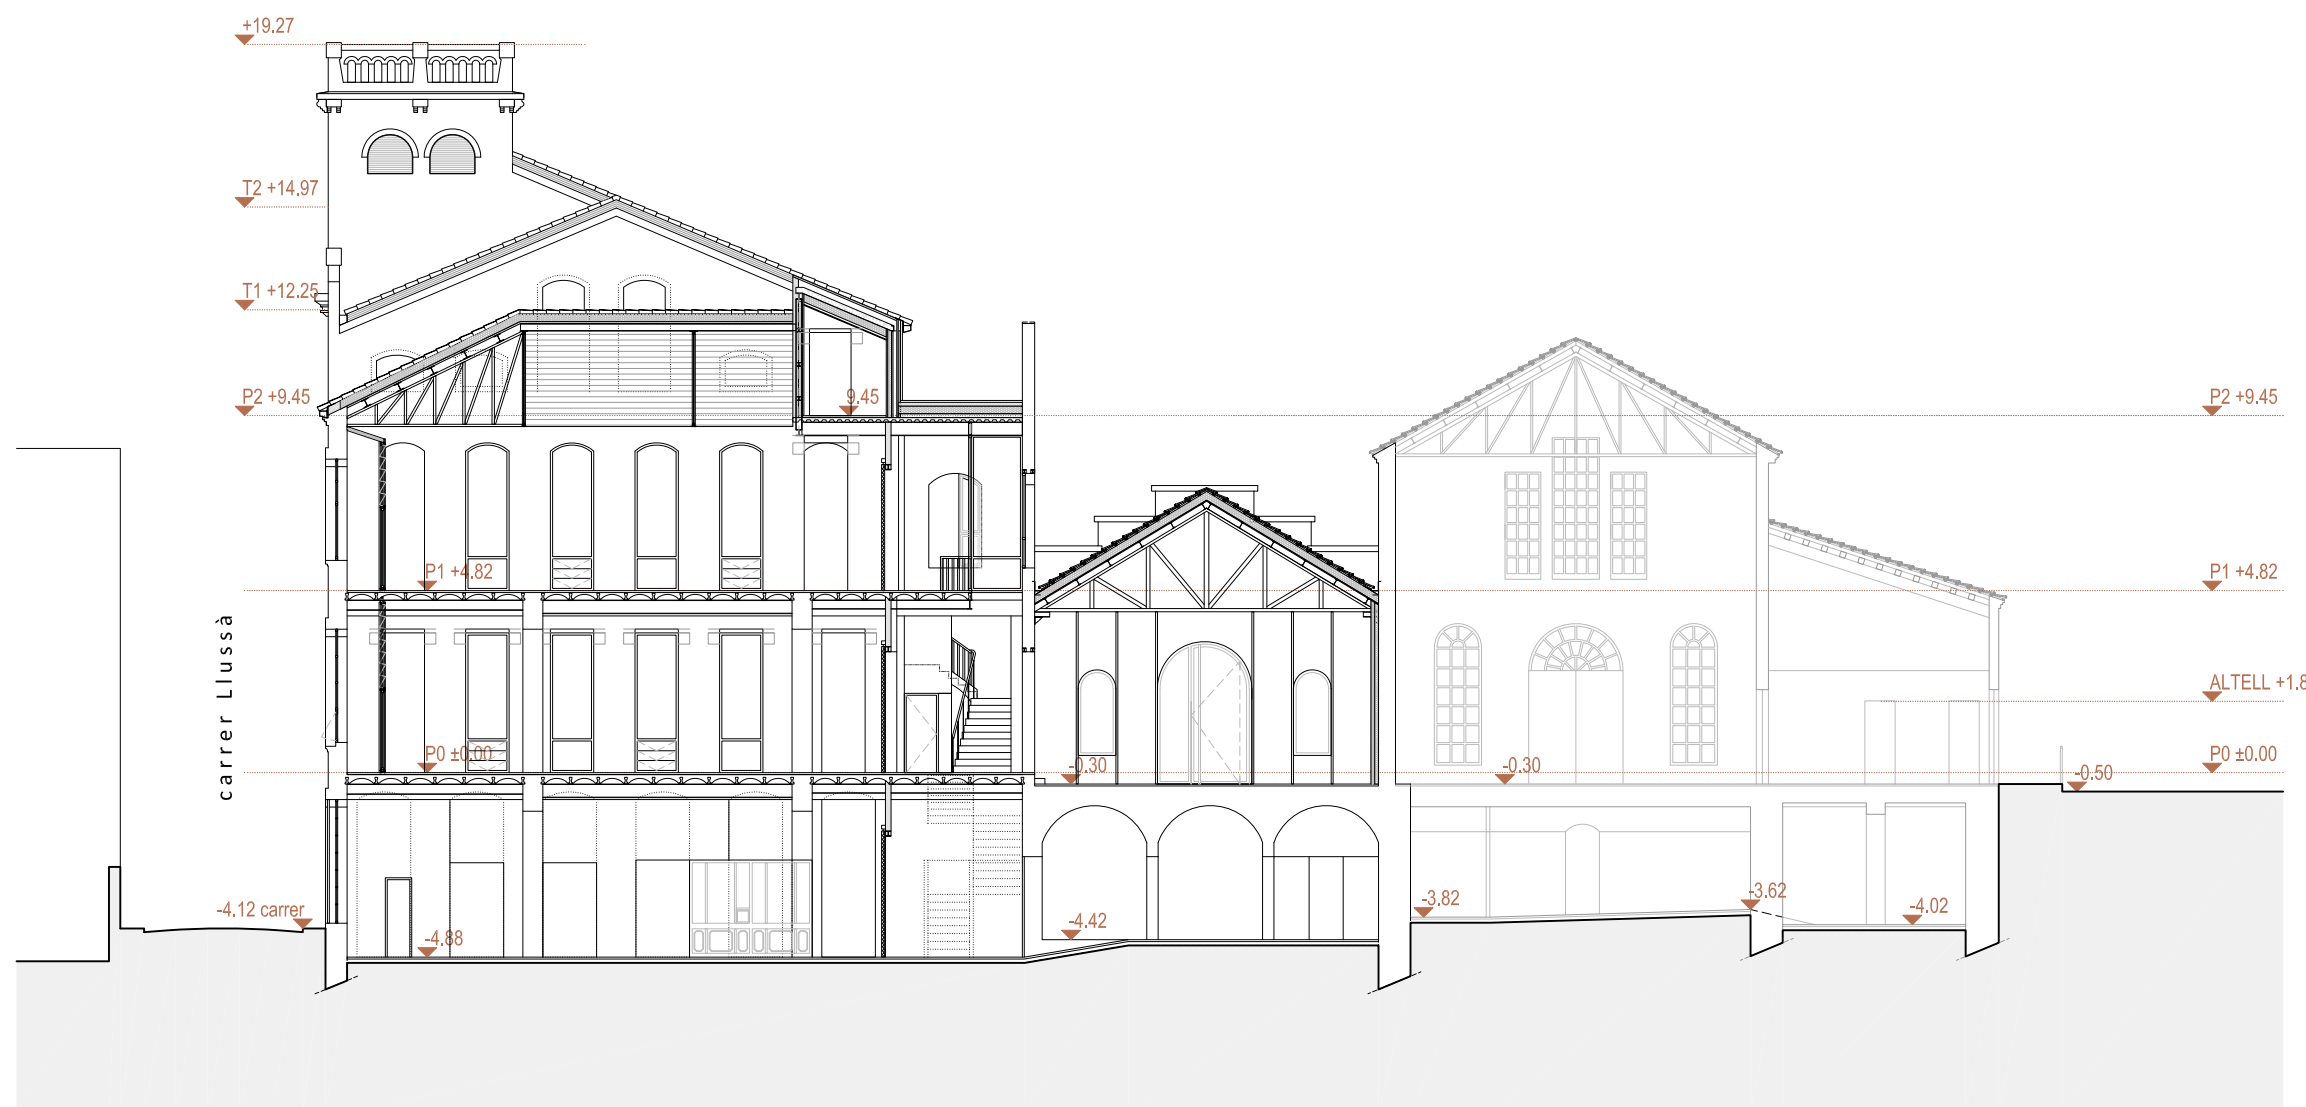 +19.27
T2 +14.97
T1 +12.25
P2 +9.45
9.45
P2 +9.45
P1 +4.82
P1 +4.82
carrer Llussà
ALTELL +1.8
P0 ±0.00
-0.30
-0.30
P0 ±0.00
-0.50
-4.12 carrer
-4.88
-4.42
-3.82
-3.62
-4.02